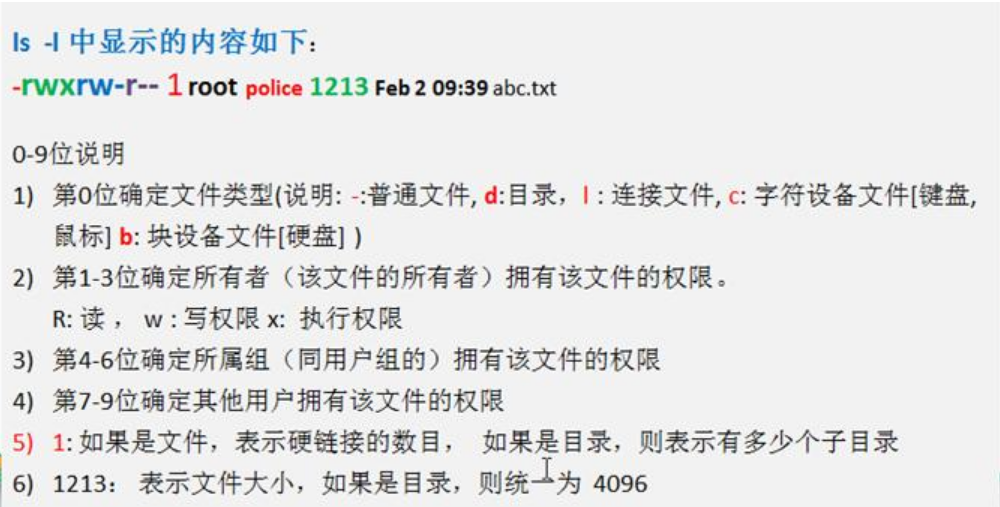 ls -l 中显示的内容如下：
-rwxrw-r-- 1 root police 1213 Feb 2 09:39 abc.txt
0-9位说明
1) 第0位确定文件类型(说明: -:普通文件, d:目录，l : 连接文件, c: 字符设备文件[键盘,
鼠标] b: 块设备文件[硬盘] )
2) 第1-3位确定所有者（该文件的所有者）拥有该文件的权限。
R: 读 ， w : 写权限 x: 执行权限
3) 第4-6位确定所属组（同用户组的）拥有该文件的权限
4) 第7-9位确定其他用户拥有该文件的权限
5) 1: 如果是文件，表示硬链接的数目， 如果是目录，则表示有多少个子目录
6) 1213： 表示文件大小，如果是目录，则统一为 4096